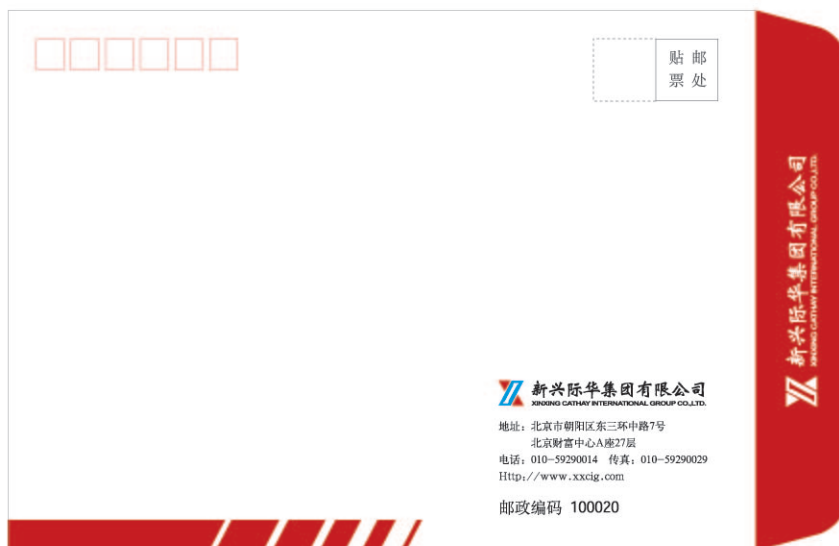 贴 邮
票 处
新兴际华集团有限公司
XINXING CATHAY INTERNATIONAL GROUP CO.,LTD.
新兴际华集团有限公司
XINXING CATHAY INTERNATIONAL GROUP CO.,LTD.
地址：北京市朝阳区东三环中路7号
北京财富中心A座27层
电话：010-59290014 传真：010-59290029
Http://www.xxcig.com
邮政编码 100020